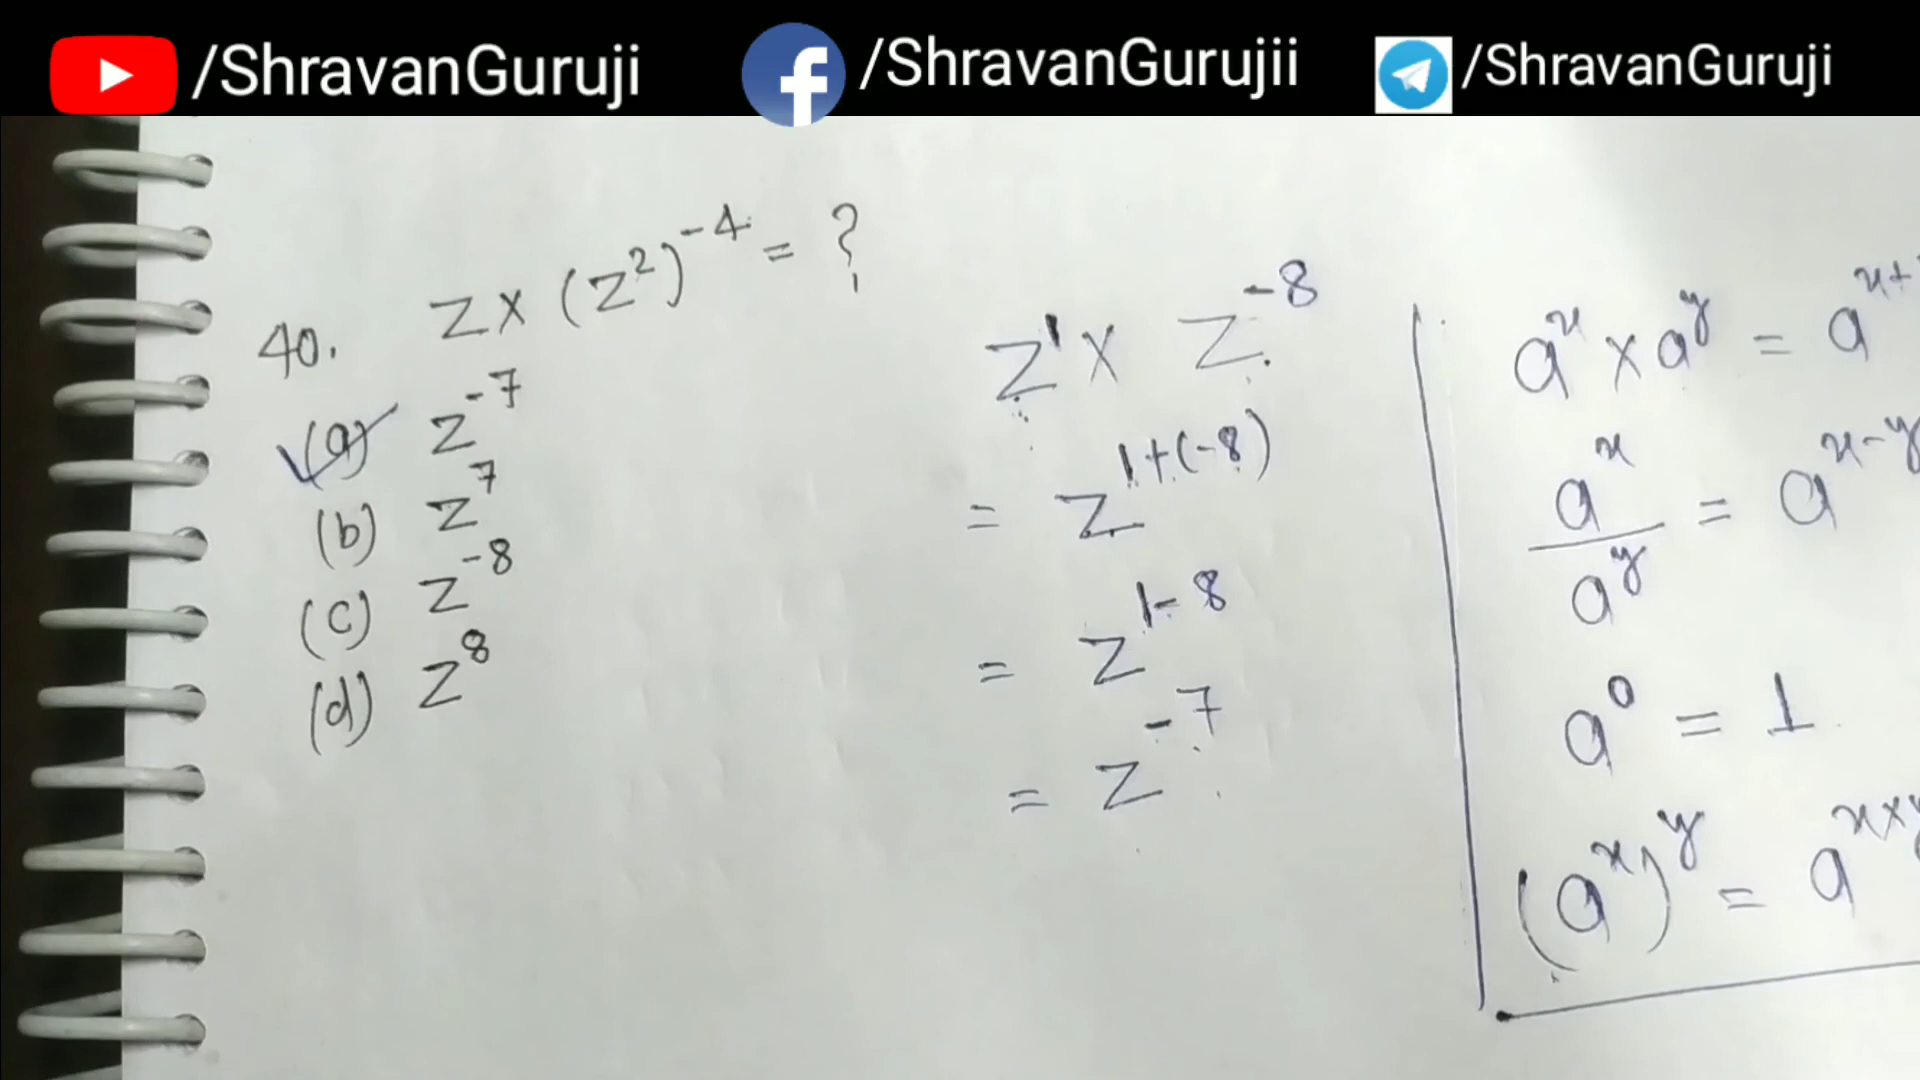 /ShravanGuruji /ShravanGurujii /ShravanGuruji
40. z × (z²)⁻⁴ = ?
(a) z⁻⁷
(b) z⁷
(c) z⁻⁸
(d) z⁸
z¹ × z⁻⁸
= z¹⁺⁽⁻⁸⁾
= z¹⁻⁸
= z⁻⁷
aˣ × aʸ = aˣ⁺
aˣ/aʸ = aˣ⁻ʸ
a⁰ = 1
(aˣ)ʸ = aˣ×ʸ